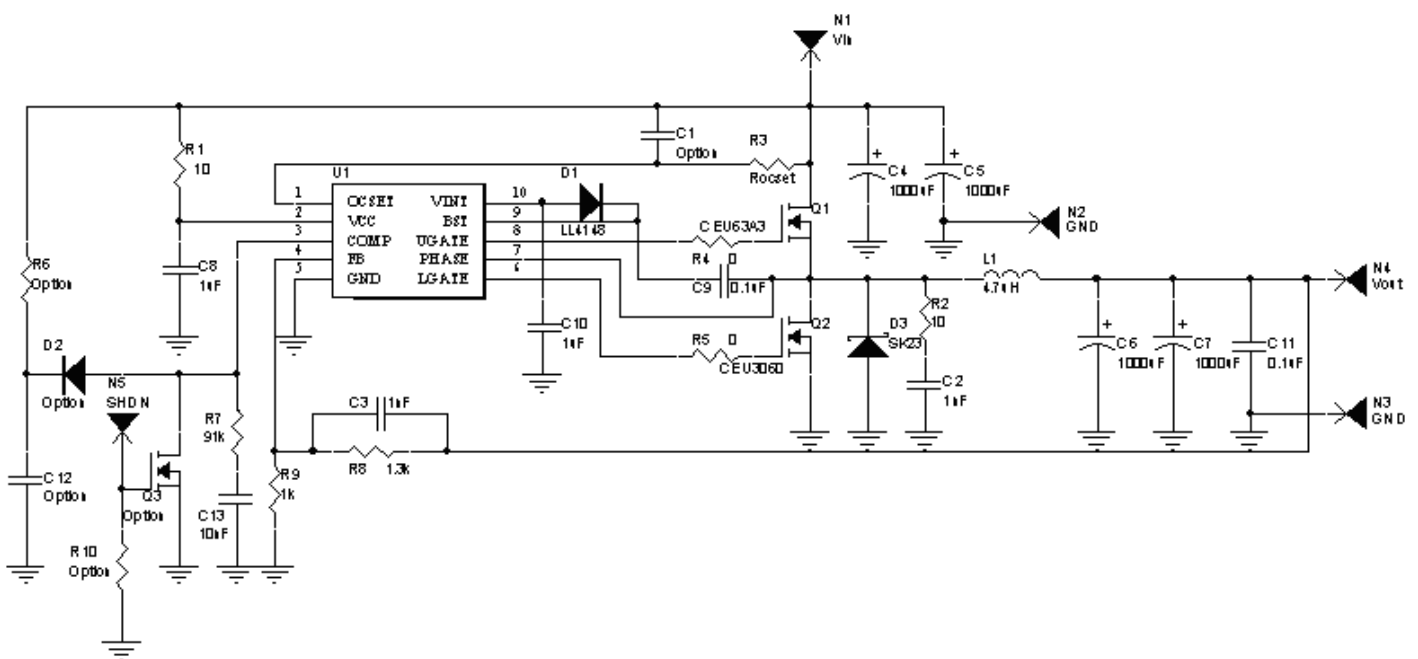 N1
Vin
R1
10
U1
C1
Option
R3
Rocset
C4
1000uF
C5
1000uF
N2
GND
D1
LL4148
1 OCSET VINT 10
2 VCC BST 9
3 COMP UGATE 8
4 FB PHASE 7
5 GND LGATE 6
Q1
CEU63A3
R4 0
C9 0.1uF
R6
Option
C8
1uF
L1
4.7uH
N4
Vout
C10
1uF
R5 0
Q2
CEU3060
D3
SK23
R2
10
C2
1nF
C6
1000uF
C7
1000uF
C11
0.1uF
N3
GND
D2
Option
N5
SHDN
R7
91k
C3 1nF
R8 1.3k
R9
1k
C12
Option
Q3
Option
C13
10nF
R10
Option